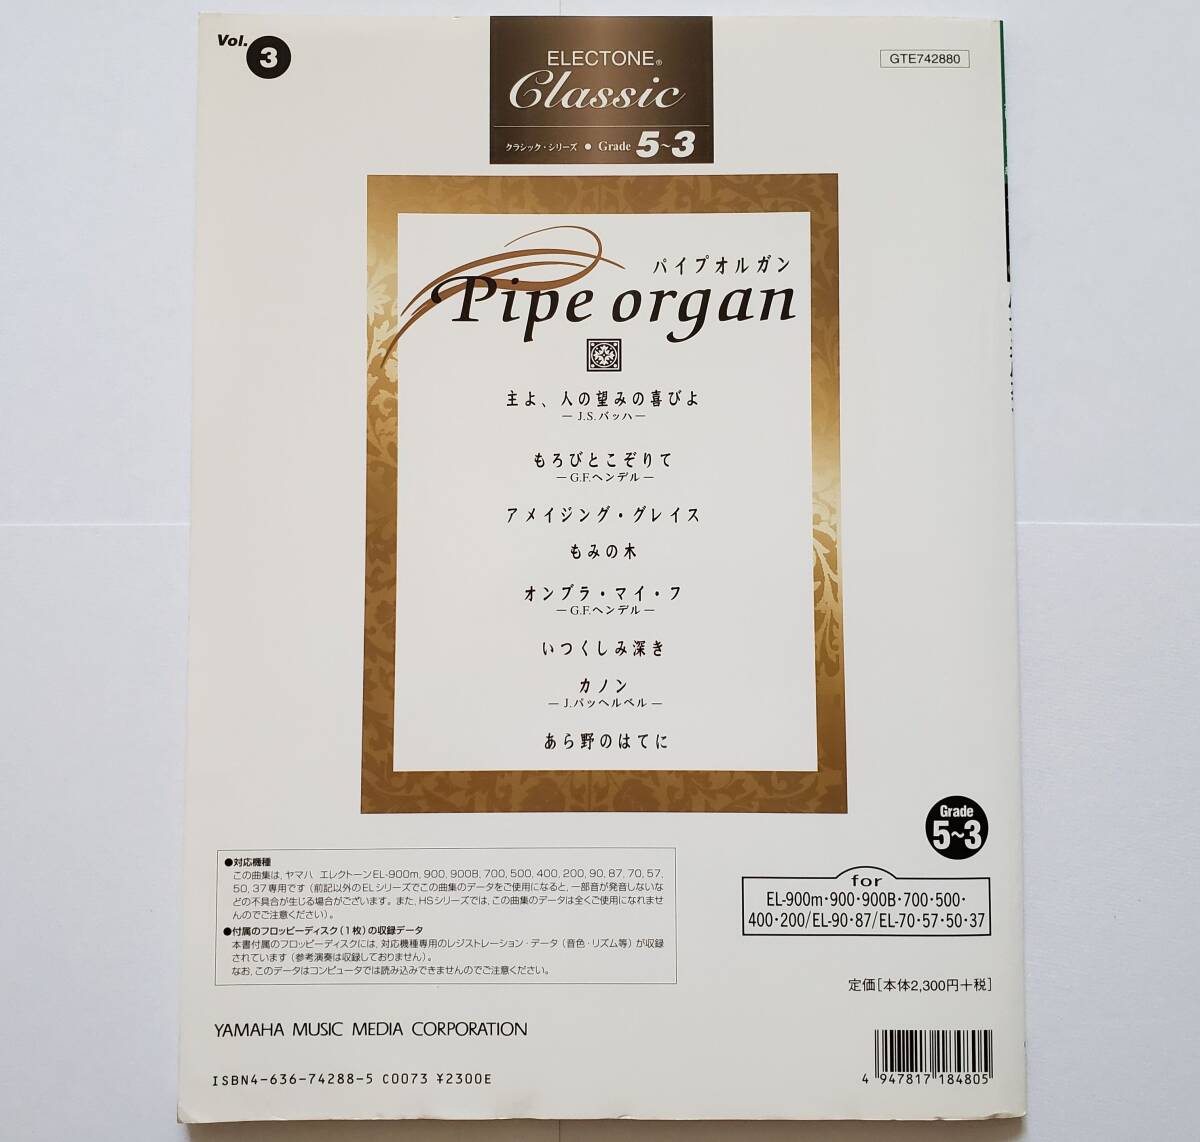 Vol. 3
ELECTONE®
Classic
クラシック・シリーズ ● Grade 5~3
GTE742880
パイプオルガン
Pipe organ
主よ、人の望みの喜びよ
— J.S.バッハ —
もろびとこぞりて
— G.F.ヘンデル —
アメイジング・グレイス
もみの木
オンブラ・マイ・フ
— G.F.ヘンデル —
いつくしみ深き
カノン
— J.パッヘルベル —
あら野のはてに
Grade
5~3
●対応機種
この曲集は、ヤマハ エレクトーンEL-900m, 900, 900B, 700, 500, 400, 200, 90, 87, 70, 57,
50, 37専用です（前記以外のELシリーズでこの曲集のデータをご使用になると、一部音が発音しないな
どの不具合が生じる場合がございます。また、HSシリーズでは、この曲集のデータは全くご使用になれませ
んのでご注意ください）。
●付属のフロッピーディスク（1枚）の収録データ
本書付属のフロッピーディスクには、対応機種専用のレジストレーション・データ（音色・リズム等）が収録
されています（参考演奏は収録しておりません）。
なお、このデータはコンピュータでは読み込みできませんのでご注意ください。
for
EL-900m・900・900B・700・500・
400・200/EL-90・87/EL-70・57・50・37
定価［本体2,300円＋税］
YAMAHA MUSIC MEDIA CORPORATION
ISBN4-636-74288-5 C0073 ¥2300E
4 947817 184805